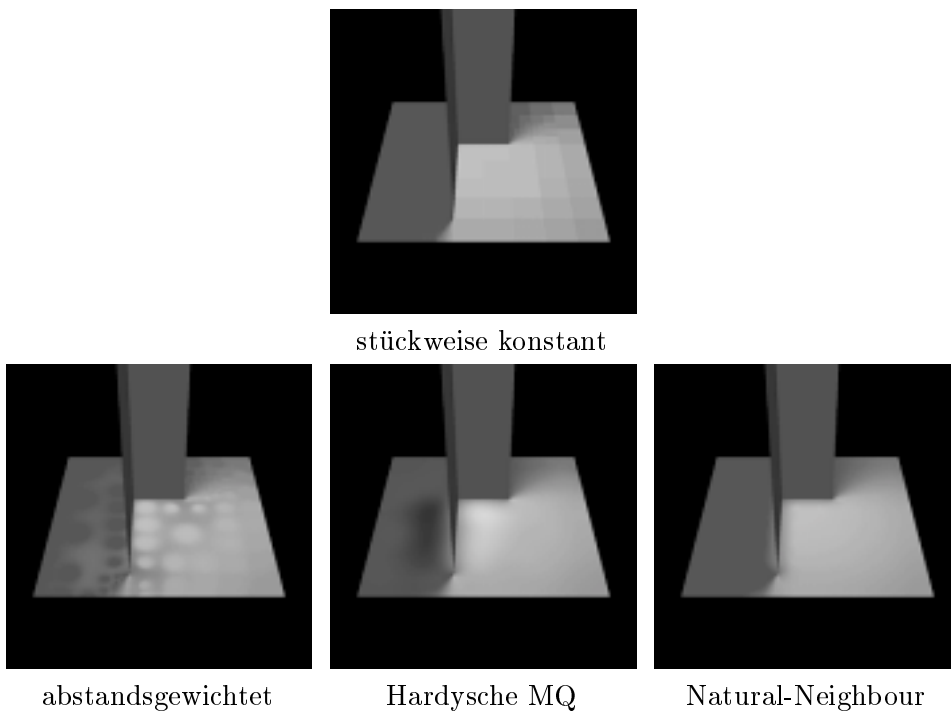 stückweise konstant
abstandsgewichtet
Hardysche MQ
Natural-Neighbour